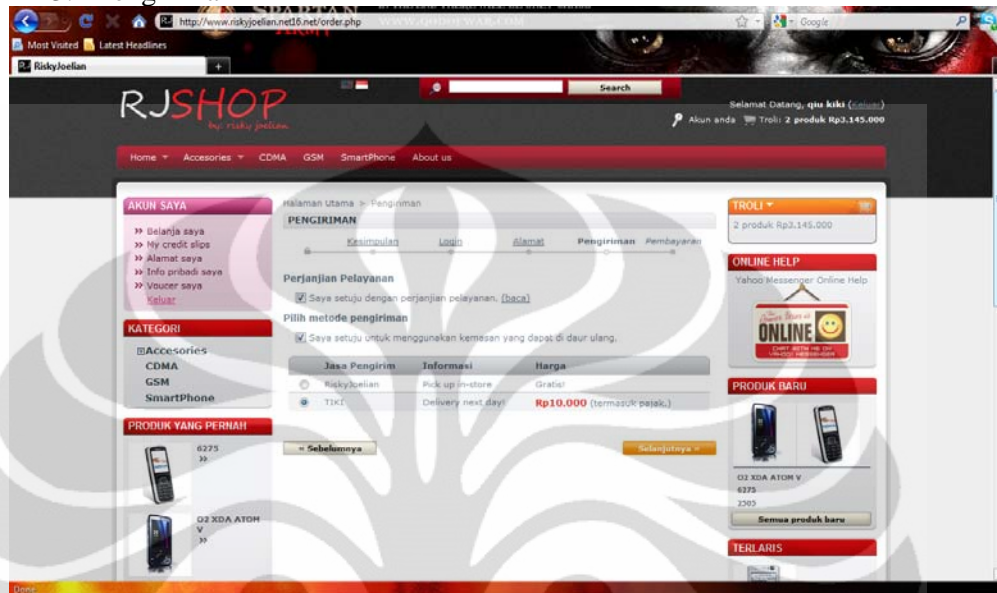 http://www.riskyjoelian.net16.net/order.php
Google
Most Visited
Latest Headlines
RiskyJoelian
RJSHOP
by: risky joelian
Search
Selamat Datang, qiu kiki (Keluar)
Akun anda Troli: 2 produk Rp3.145.000
Home Accesories CDMA GSM SmartPhone About us
AKUN SAYA
Belanja saya
My credit slips
Alamat saya
Info pribadi saya
Voucer saya
Keluar
KATEGORI
Accesories
CDMA
GSM
SmartPhone
PRODUK YANG PERNAH
6275
O2 XDA ATOM
V
Halaman Utama > Pengiriman
PENGIRIMAN
Kesimpulan Login Alamat Pengiriman Pembayaran
Perjanjian Pelayanan
Saya setuju dengan perjanjian pelayanan. (baca)
Pilih metode pengiriman
Saya setuju untuk menggunakan kemasan yang dapat di daur ulang.
Jasa Pengirim Informasi Harga
RiskyJoelian Pick up in-store Gratis!
TIKI Delivery next day! Rp10.000 (termasuk pajak.)
« Sebelumnya
Selanjutnya »
TROLI
2 produk Rp3.145.000
ONLINE HELP
Yahoo Messenger Online Help
ONLINE
CHAT WITH ME ON
YAHOO! MESSENGER
PRODUK BARU
O2 XDA ATOM V
6275
2505
Semua produk baru
TERLARIS
Done